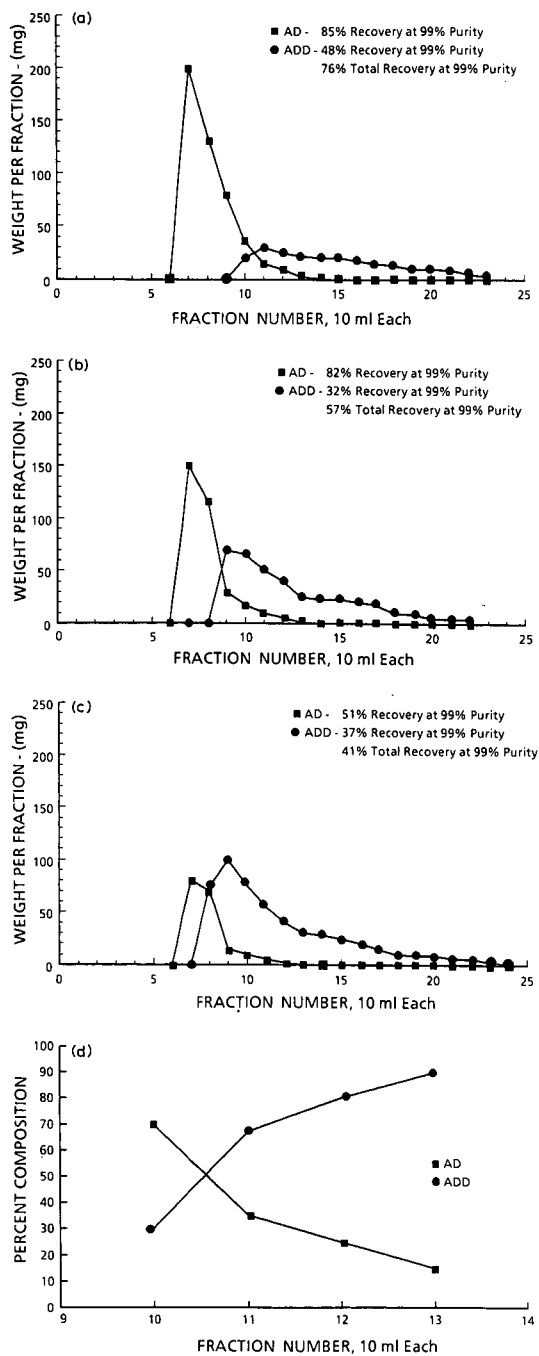 (a)
AD - 85% Recovery at 99% Purity
ADD - 48% Recovery at 99% Purity
76% Total Recovery at 99% Purity
WEIGHT PER FRACTION - (mg)
250
200
150
100
50
0
0 5 10 15 20 25
FRACTION NUMBER, 10 ml Each
(b)
AD - 82% Recovery at 99% Purity
ADD - 32% Recovery at 99% Purity
57% Total Recovery at 99% Purity
WEIGHT PER FRACTION - (mg)
250
200
150
100
50
0
0 5 10 15 20 25
FRACTION NUMBER, 10 ml Each
(c)
AD - 51% Recovery at 99% Purity
ADD - 37% Recovery at 99% Purity
41% Total Recovery at 99% Purity
WEIGHT PER FRACTION - (mg)
250
200
150
100
50
0
0 5 10 15 20 25
FRACTION NUMBER, 10 ml Each
(d)
PERCENT COMPOSITION
100
90
80
70
60
50
40
30
20
10
0
AD
ADD
9 10 11 12 13 14
FRACTION NUMBER, 10 ml Each